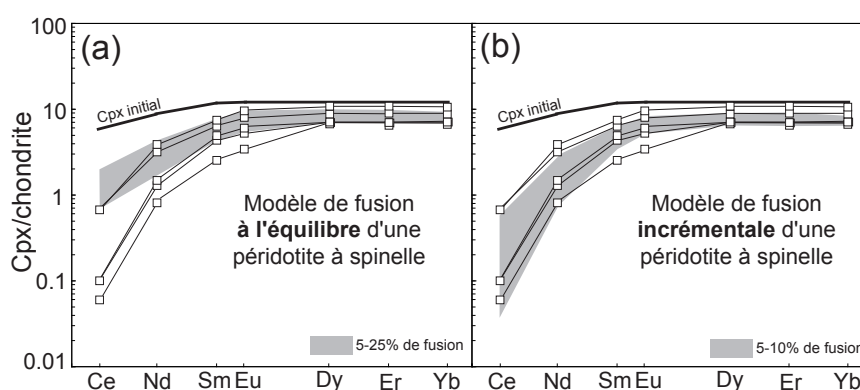 Cpx/chondrite
100
10
1
0.1
0.01
(a)
Cpx initial
Modèle de fusion
à l'équilibre d'une
péridotite à spinelle
5-25% de fusion
Ce Nd Sm Eu Dy Er Yb
(b)
Cpx initial
Modèle de fusion
incrémentale d'une
péridotite à spinelle
5-10% de fusion
Ce Nd Sm Eu Dy Er Yb